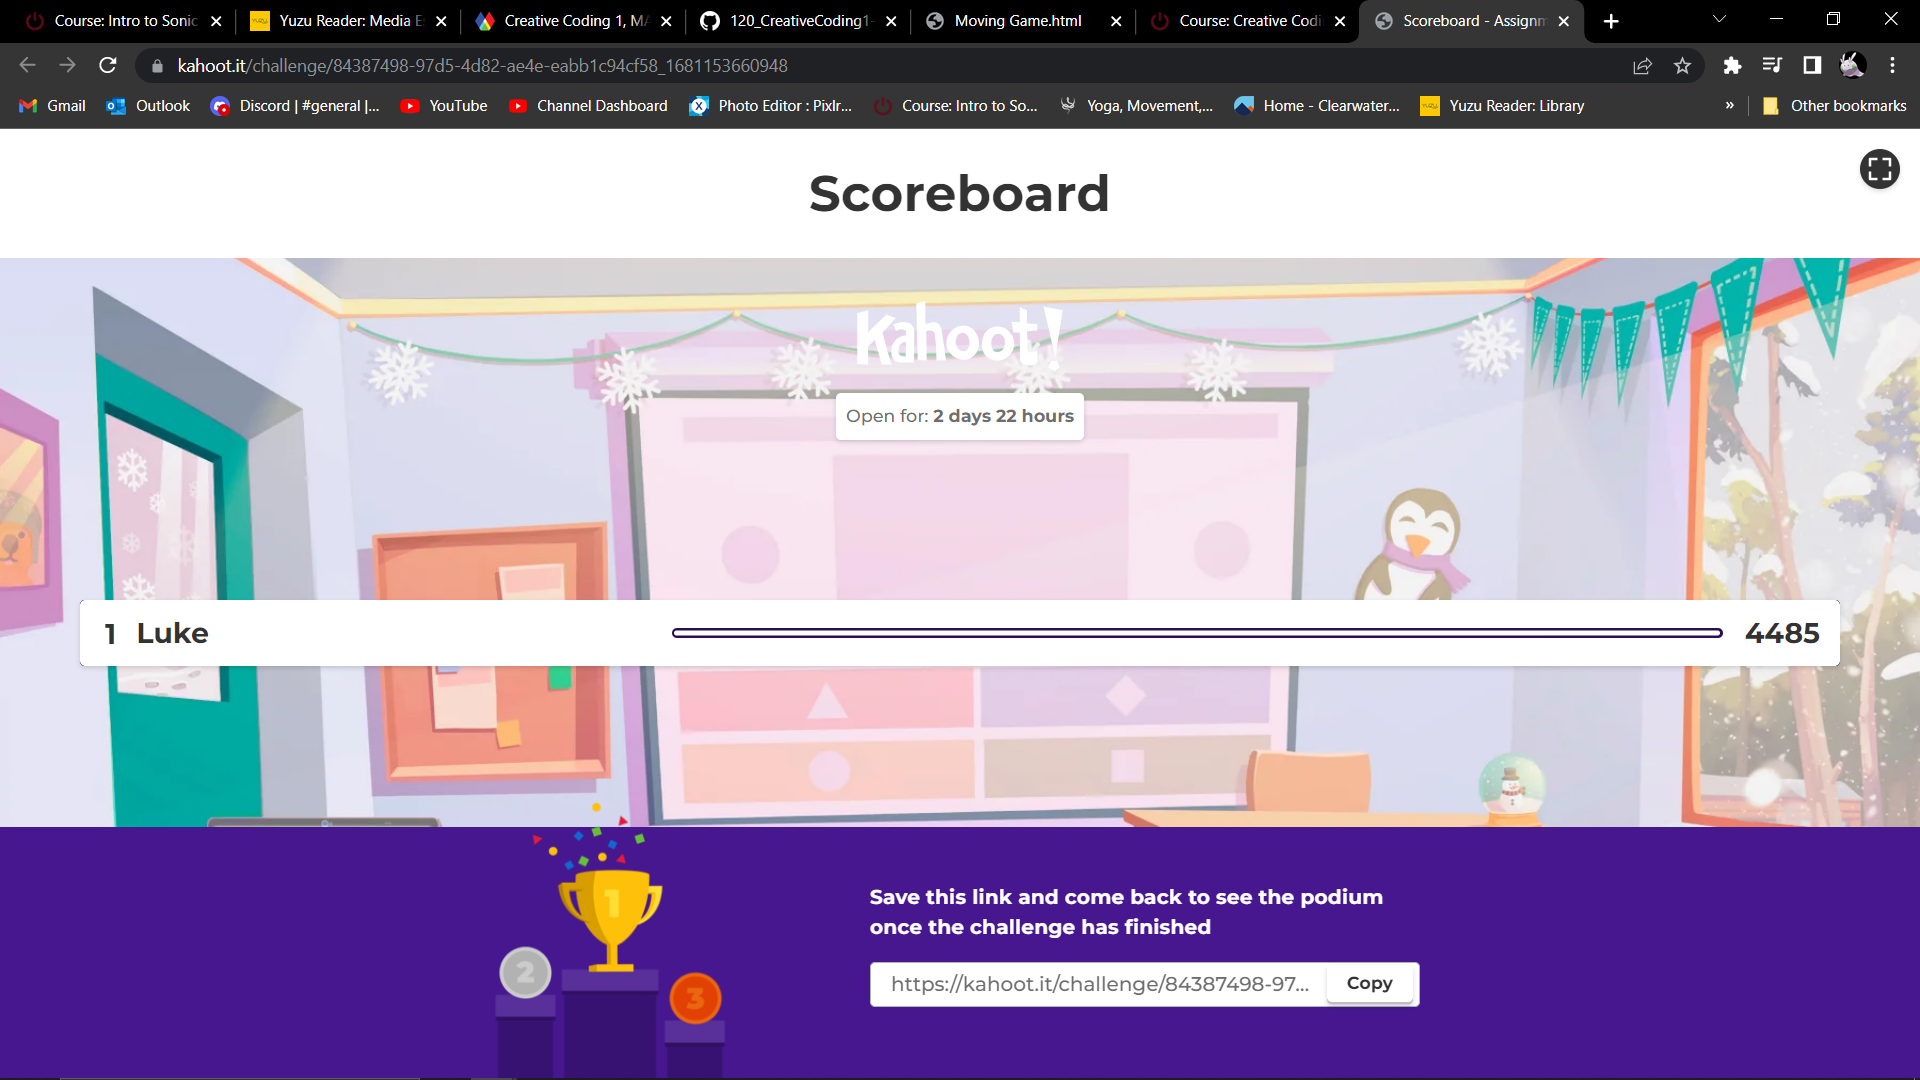 Course: Intro to Sonic
Yuzu Reader: Media E
Creative Coding 1, MA
120_CreativeCoding1-
Moving Game.html
Course: Creative Codi
Scoreboard - Assignm
kahoot.it/challenge/84387498-97d5-4d82-ae4e-eabb1c94cf58_1681153660948
Gmail
Outlook
Discord | #general |...
YouTube
Channel Dashboard
Photo Editor : Pixlr...
Course: Intro to So...
Yoga, Movement,...
Home - Clearwater...
Yuzu Reader: Library
»
Other bookmarks
Scoreboard
Kahoot!
Open for: 2 days 22 hours
1 Luke 4485
1
2
3
Save this link and come back to see the podium
once the challenge has finished
https://kahoot.it/challenge/84387498-97...
Copy